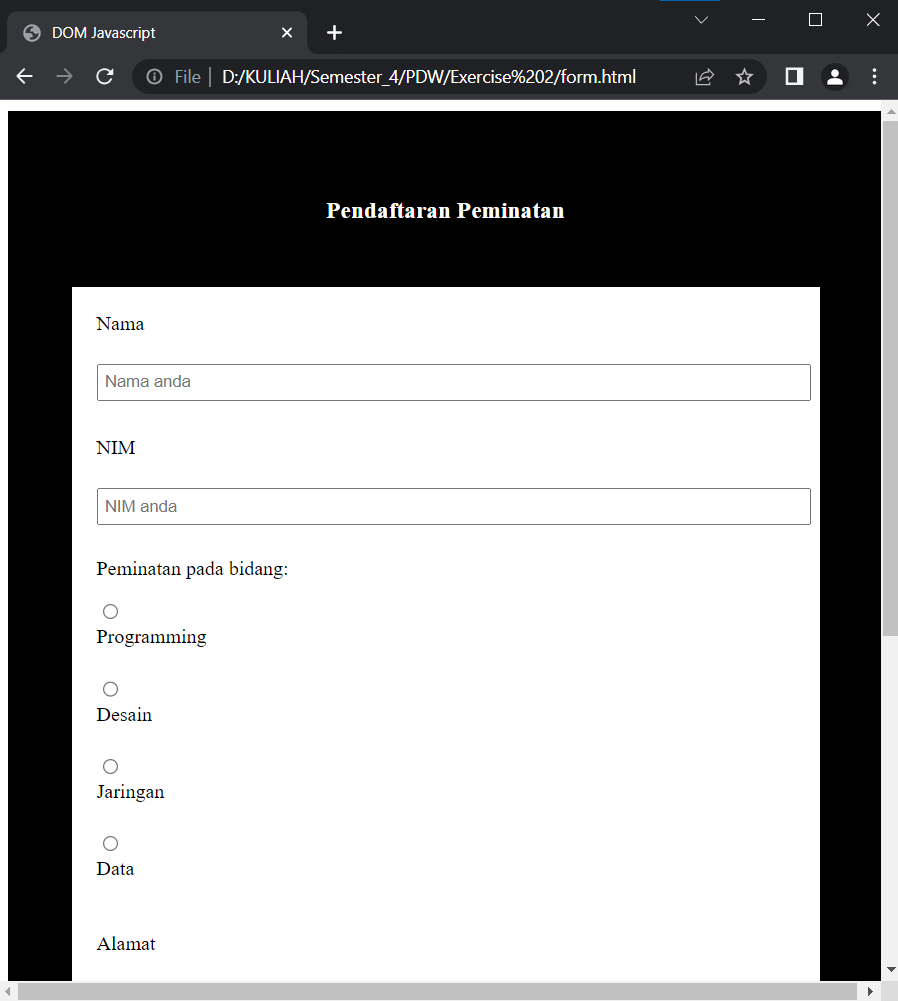 DOM Javascript
File | D:/KULIAH/Semester_4/PDW/Exercise%202/form.html
Pendaftaran Peminatan
Nama
Nama anda
NIM
NIM anda
Peminatan pada bidang:
Programming
Desain
Jaringan
Data
Alamat